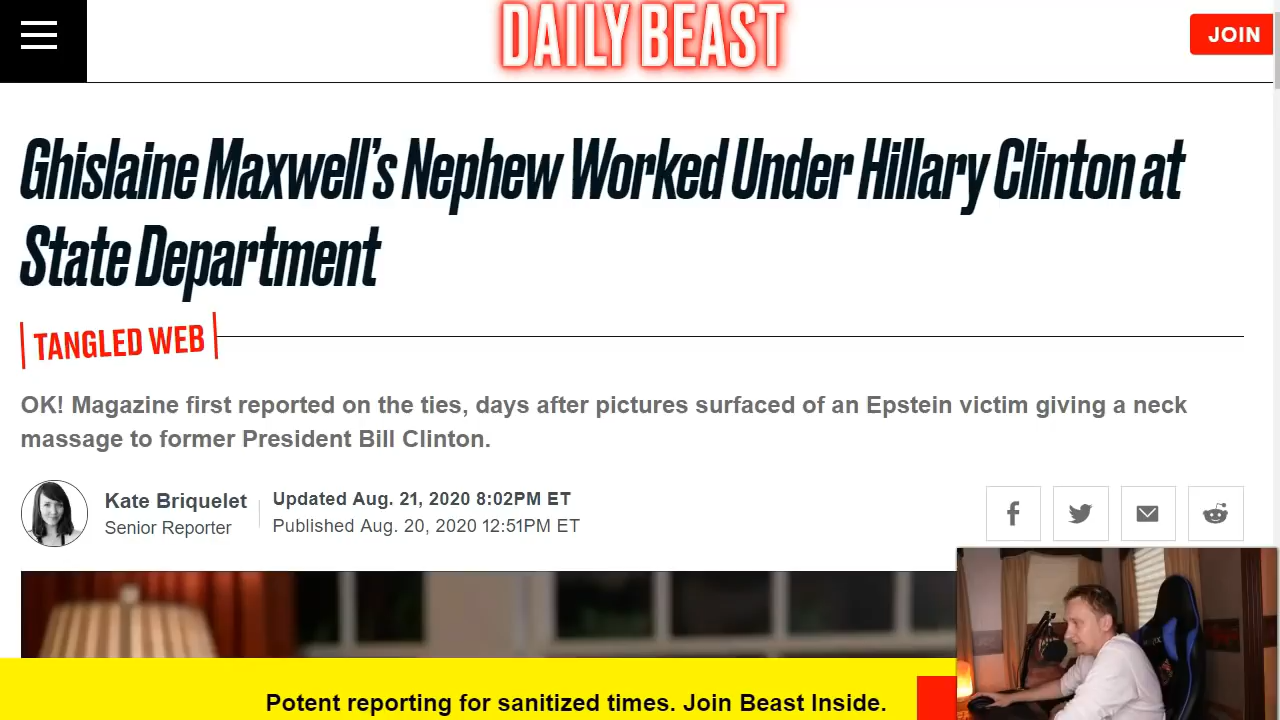 DAILY BEAST
JOIN
Ghislaine Maxwell’s Nephew Worked Under Hillary Clinton at
State Department
TANGLED WEB
OK! Magazine first reported on the ties, days after pictures surfaced of an Epstein victim giving a neck
massage to former President Bill Clinton.
Kate Briquelet
Senior Reporter
Updated Aug. 21, 2020 8:02PM ET
Published Aug. 20, 2020 12:51PM ET
Potent reporting for sanitized times. Join Beast Inside.